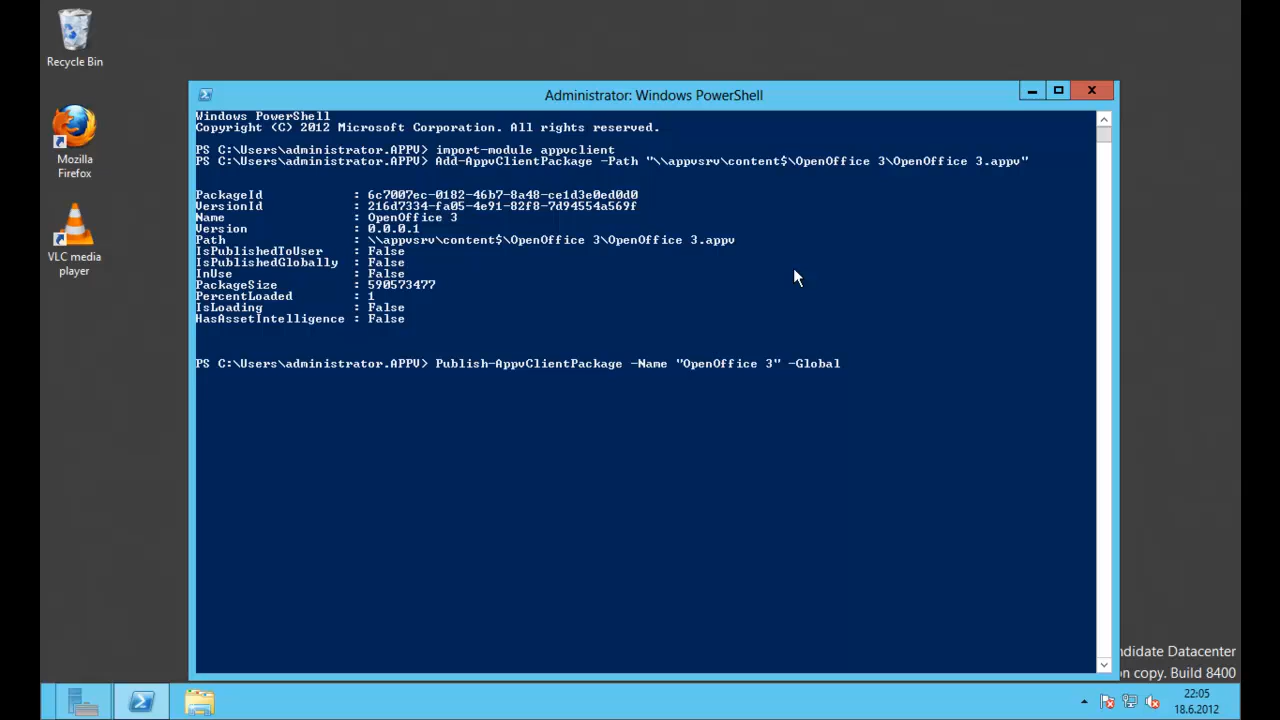 Recycle Bin
Mozilla
Firefox
VLC media
player
Administrator: Windows PowerShell
Windows PowerShell
Copyright (C) 2012 Microsoft Corporation. All rights reserved.
PS C:\Users\administrator.APPV> import-module appvclient
PS C:\Users\administrator.APPV> Add-AppvClientPackage -Path "\\appvsrv\content$\OpenOffice 3\OpenOffice 3.appv"
PackageId : 6c7007ec-0182-46b7-8a48-ce1d3e0ed0d0
VersionId : 216d7334-fa05-4e91-82f8-7d94554a569f
Name : OpenOffice 3
Version : 0.0.0.1
Path : \\appvsrv\content$\OpenOffice 3\OpenOffice 3.appv
IsPublishedToUser : False
IsPublishedGlobally : False
InUse : False
PackageSize : 590573477
PercentLoaded : 1
IsLoading : False
HasAssetIntelligence : False
PS C:\Users\administrator.APPV> Publish-AppvClientPackage -Name "OpenOffice 3" -Global
ndidate Datacenter
on copy. Build 8400
22:05
18.6.2012